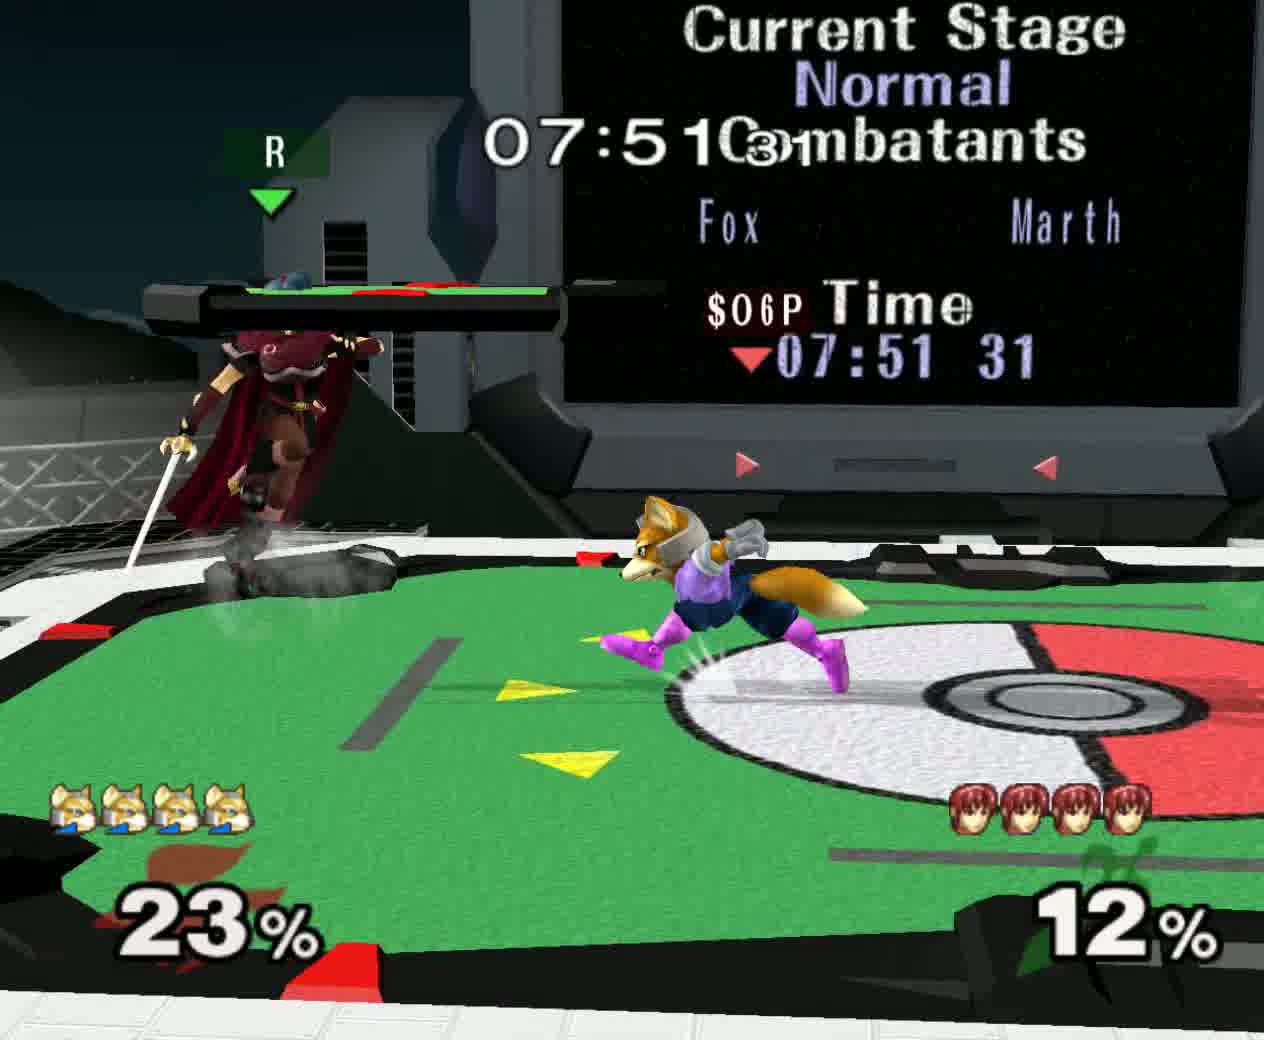 Current Stage
Normal
R
07:51 31
Combatants
Fox Marth
$06P
Time
07:51 31
23%
12%